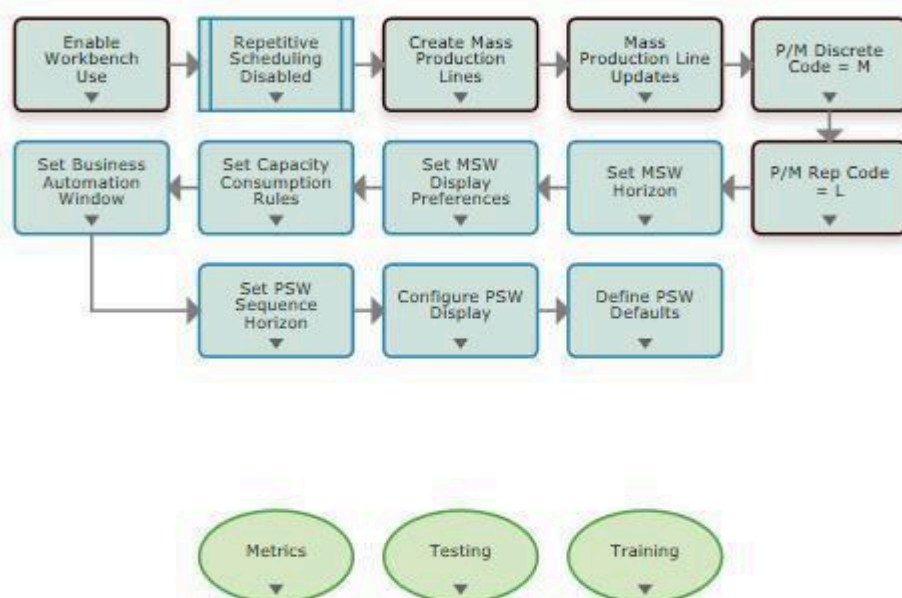 Enable
Workbench
Use
Repetitive
Scheduling
Disabled
Create Mass
Production
Lines
Mass
Production Line
Updates
P/M Discrete
Code = M
P/M Rep Code
= L
Set MSW
Horizon
Set MSW
Display
Preferences
Set Capacity
Consumption
Rules
Set Business
Automation
Window
Set PSW
Sequence
Horizon
Configure PSW
Display
Define PSW
Defaults
Metrics
Testing
Training